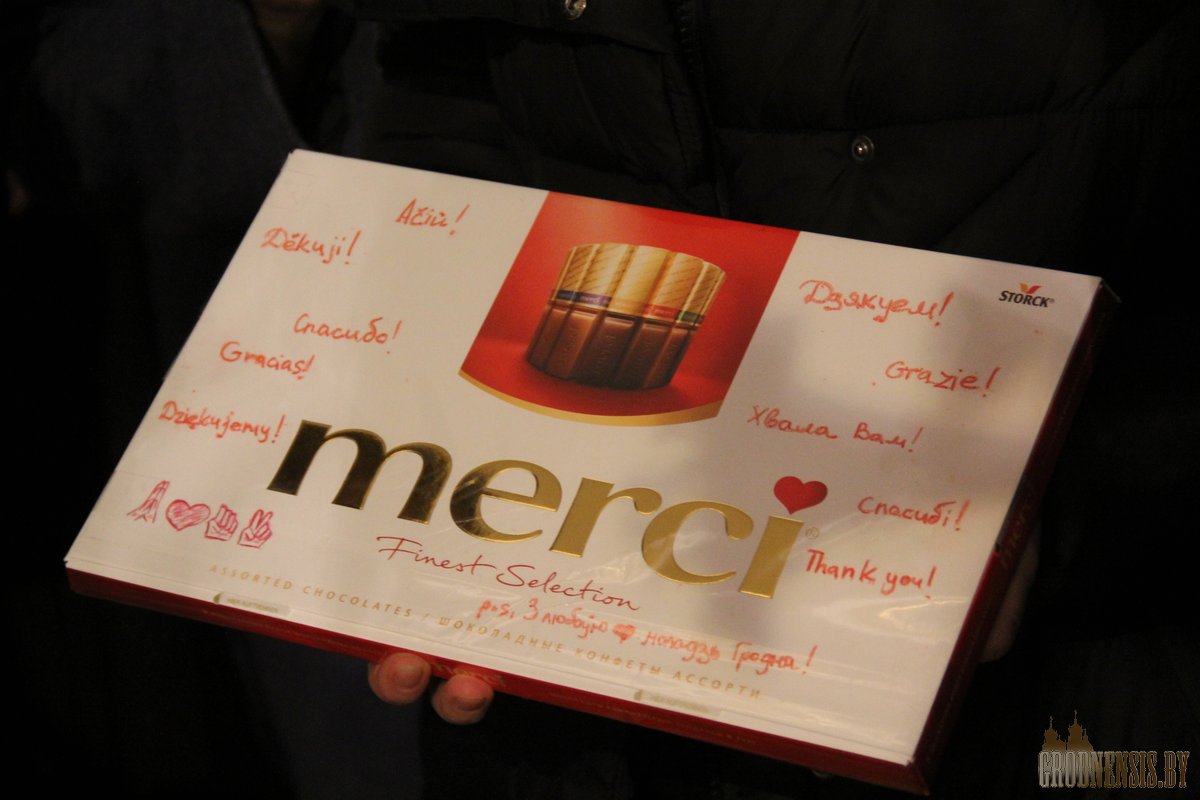 Ačiū!
Děkuji!
Спасибо!
Gracias!
Dziękujemy!
STORCK®
Дзякуем!
Grazie!
Хвала Вам!
Спасибі!
Thank you!
merci®
Finest Selection
ASSORTED CHOCOLATES / ШОКОЛАДНЫЕ КОНФЕТЫ АССОРТИ
p.s. З любоўю моладзь Гродна!
GRODNENSIS.BY